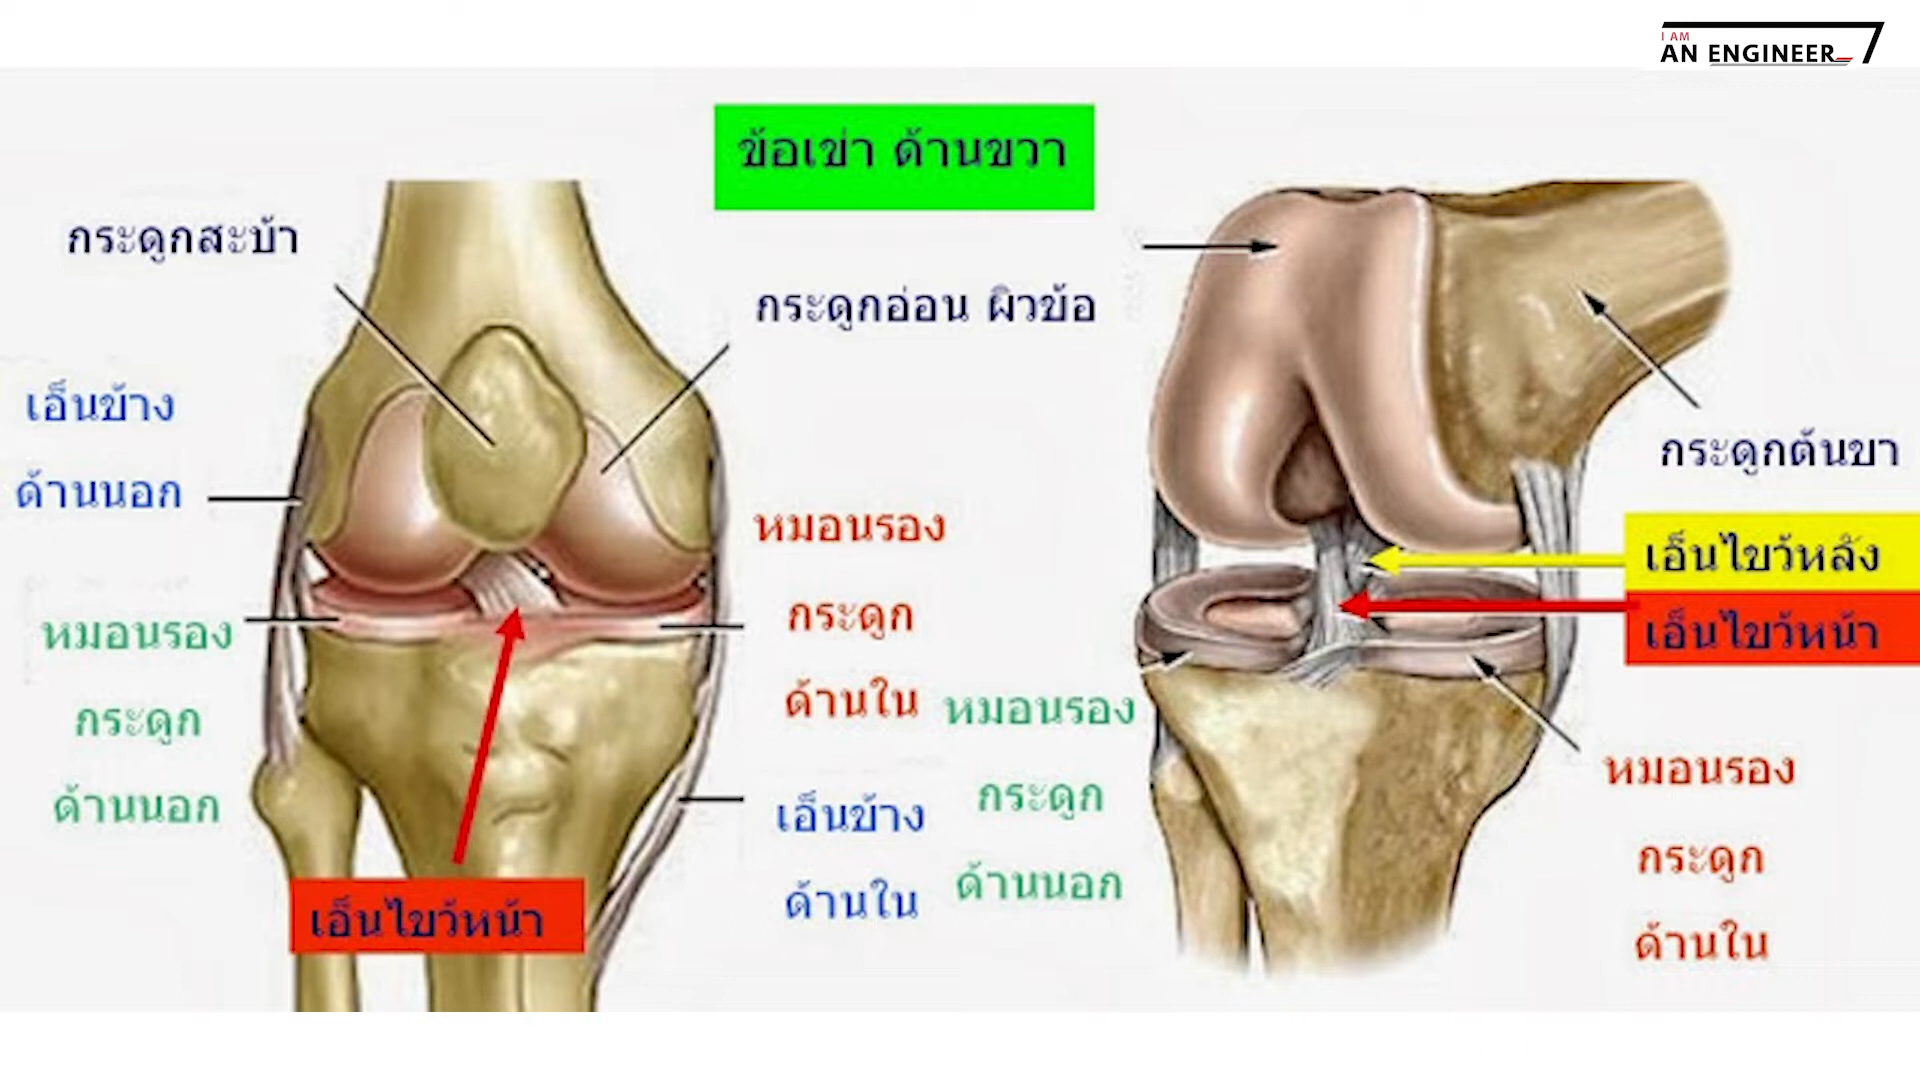 I AM
AN ENGINEER
ข้อเข่า ด้านขวา
กระดูกสะบ้า
กระดูกอ่อน ผิวข้อ
เอ็นข้าง
ด้านนอก
กระดูกต้นขา
หมอนรอง
กระดูก
ด้านใน
เอ็นไขว้หลัง
เอ็นไขว้หน้า
หมอนรอง
กระดูก
ด้านนอก
หมอนรอง
กระดูก
ด้านนอก
หมอนรอง
กระดูก
ด้านใน
เอ็นข้าง
ด้านใน
เอ็นไขว้หน้า